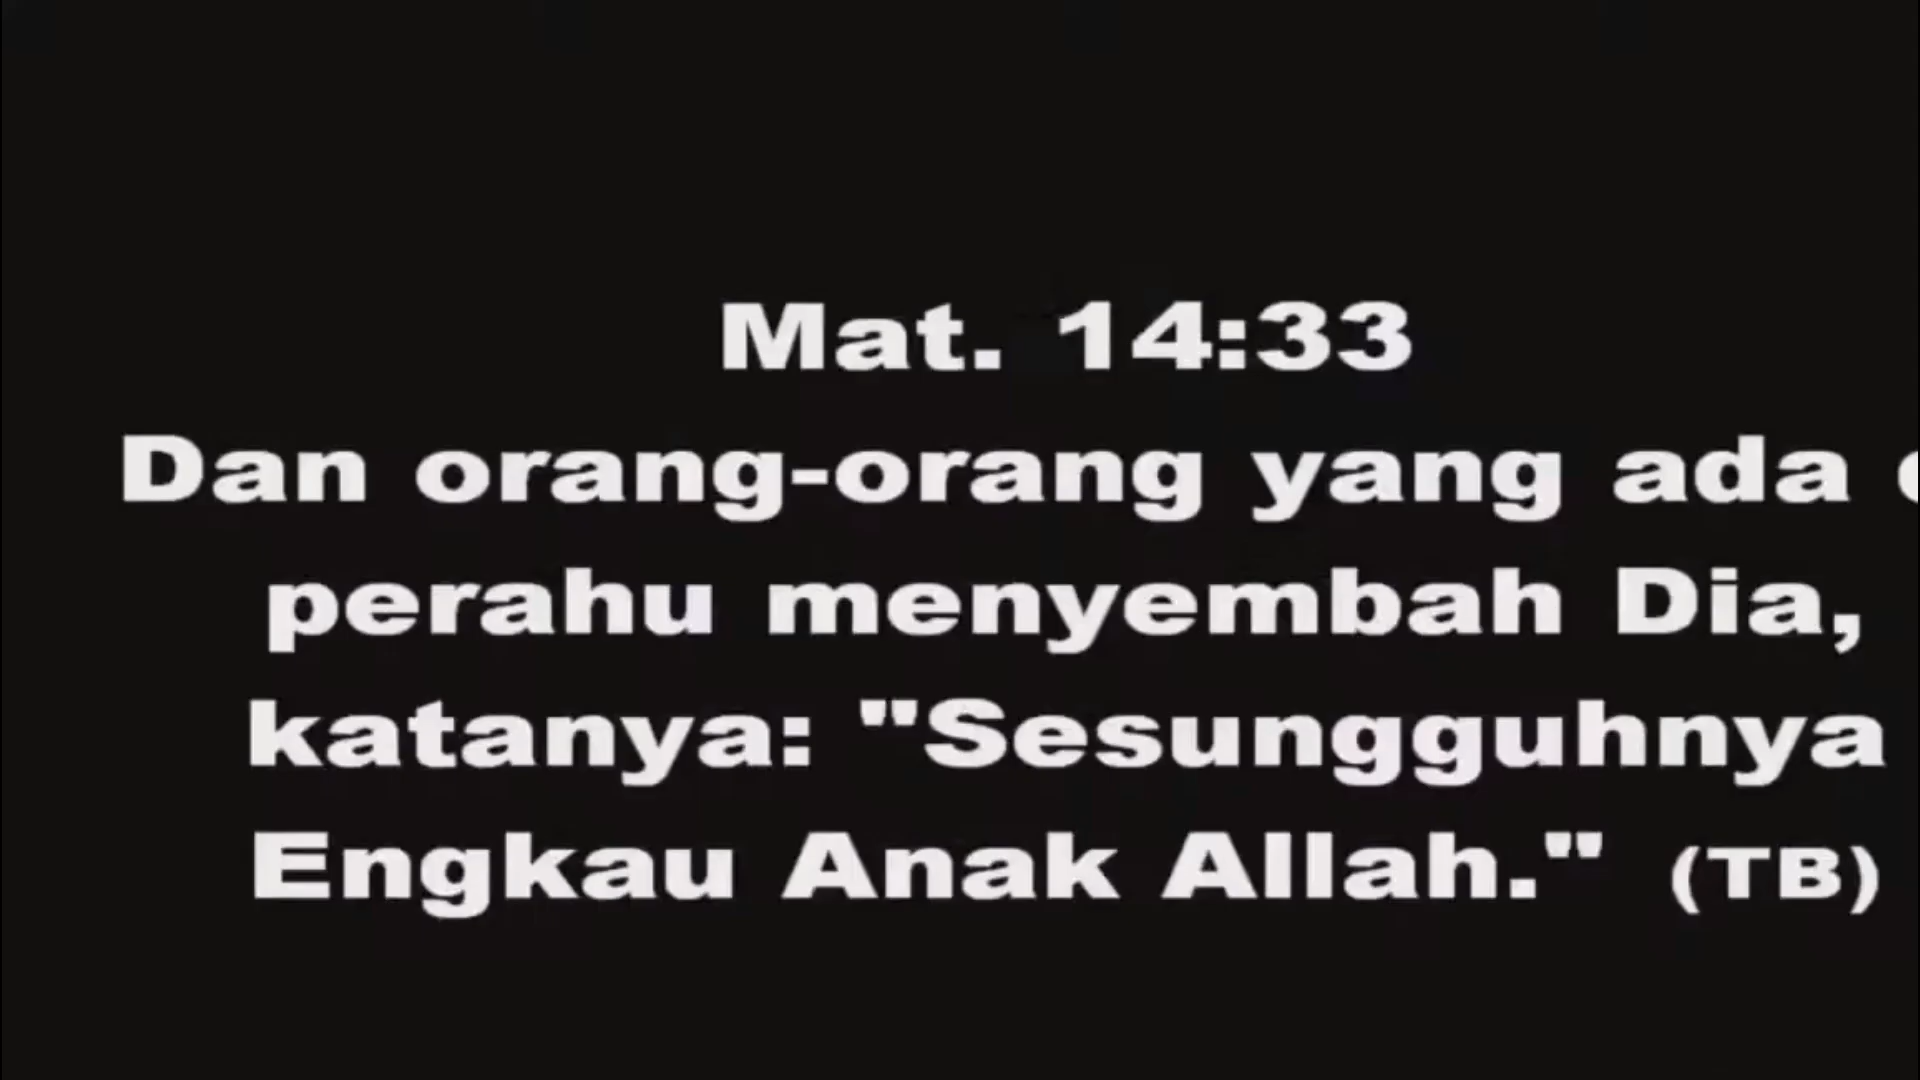 Mat. 14:33
Dan orang-orang yang ada
perahu menyembah Dia,
katanya: "Sesungguhnya
Engkau Anak Allah." (TB)